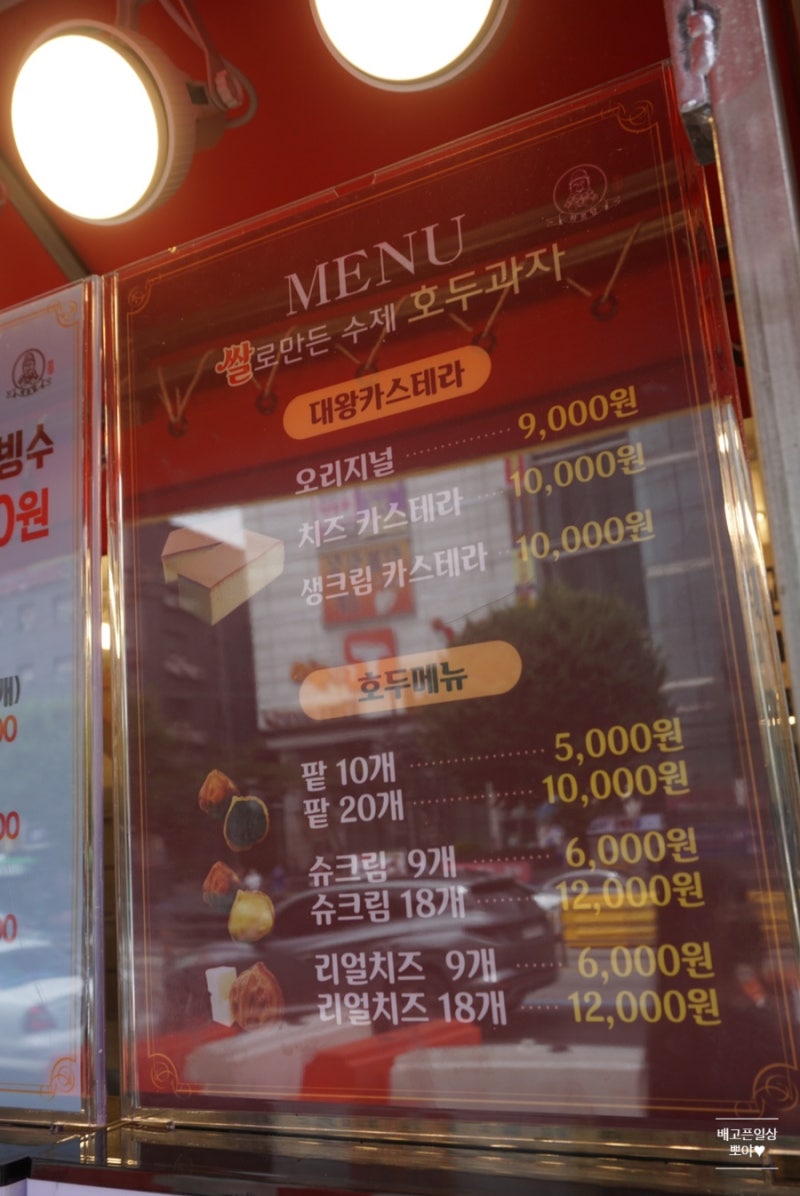 MENU
쌀로만든 수제 호두과자
대왕카스테라
오리지널 9,000원
치즈 카스테라 10,000원
생크림 카스테라 10,000원
호두메뉴
팥 10개 5,000원
팥 20개 10,000원
슈크림 9개 6,000원
슈크림 18개 12,000원
리얼치즈 9개 6,000원
리얼치즈 18개 12,000원
빙수
0원
개)
00
00
00
배고픈일상
뽀야♥